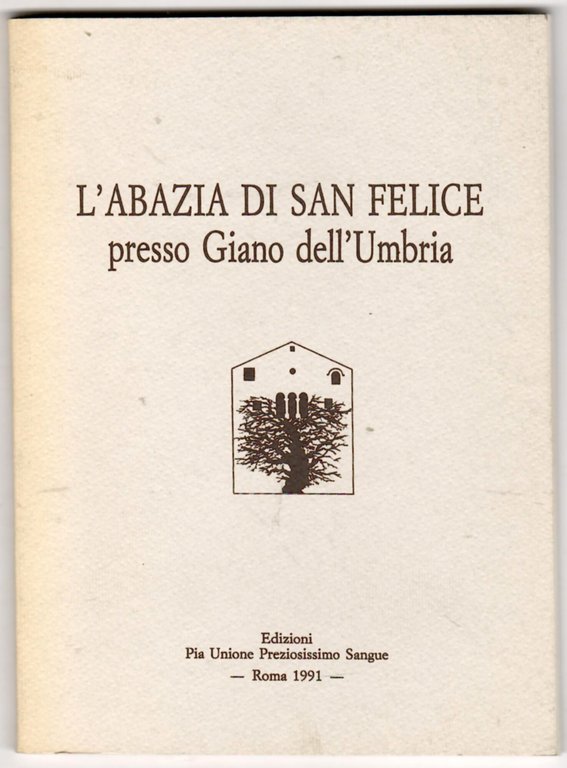 L'ABAZIA DI SAN FELICE
presso Giano dell'Umbria
Edizioni
Pia Unione Preziosissimo Sangue
— Roma 1991 —